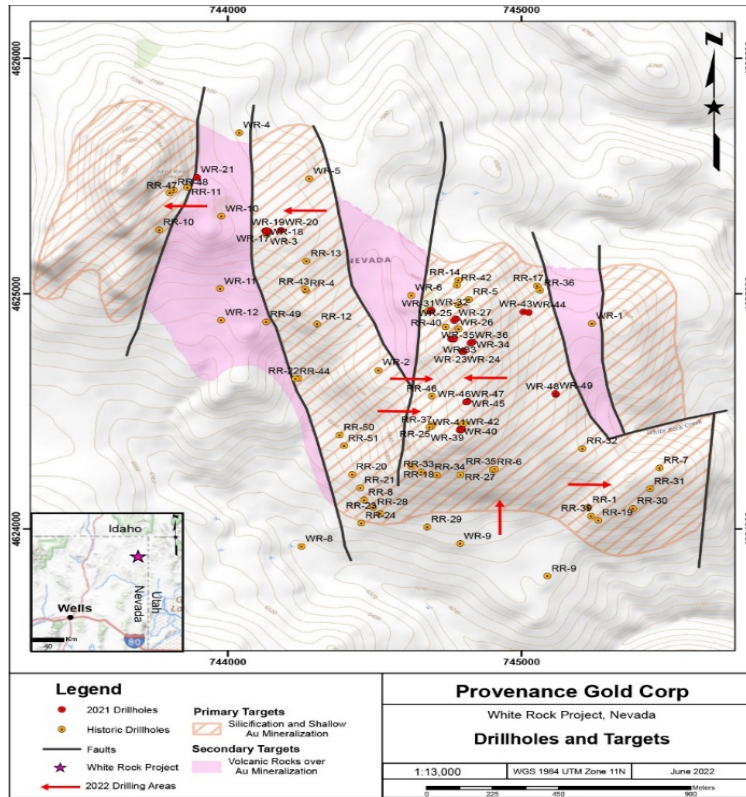 744000
745000
4626000
4625000
4624000
N
WR-4
WR-21
WR-5
RR-47
RR-48
RR-11
RR-10
WR-10
WR-19
WR-20
WR-18
WR-17
WR-3
RR-13
NEVADA
WR-11
RR-43
RR-4
WR-12
RR-49
RR-12
RR-14
RR-42
WR-6
RR-5
WR-31
WR-32
WR-25
WR-27
RR-40
WR-26
RR-17
RR-36
WR-43
WR-44
WR-1
WR-35
WR-36
WR-34
WR-33
WR-23
WR-24
WR-2
RR-22
RR-44
RR-46
WR-46
WR-47
WR-45
WR-48
WR-49
RR-37
WR-41
WR-42
RR-25
WR-39
WR-40
White Rock Creek
RR-50
RR-51
RR-32
RR-20
RR-33
RR-18
RR-34
RR-35
RR-6
RR-27
RR-7
RR-21
RR-31
RR-8
RR-28
RR-23
RR-24
RR-1
RR-30
RR-39
RR-19
RR-29
WR-8
WR-9
RR-9
Idaho
Nevada
Utah
Wells
80
40
Km
744000
745000
Legend
2021 Drillholes
Historic Drillholes
Faults
White Rock Project
2022 Drilling Areas
Primary Targets
Silicification and Shallow
Au Mineralization
Secondary Targets
Volcanic Rocks over
Au Mineralization
Provenance Gold Corp
White Rock Project, Nevada
Drillholes and Targets
1:13,000
WGS 1984 UTM Zone 11N
June 2022
Meters
0
225
450
900